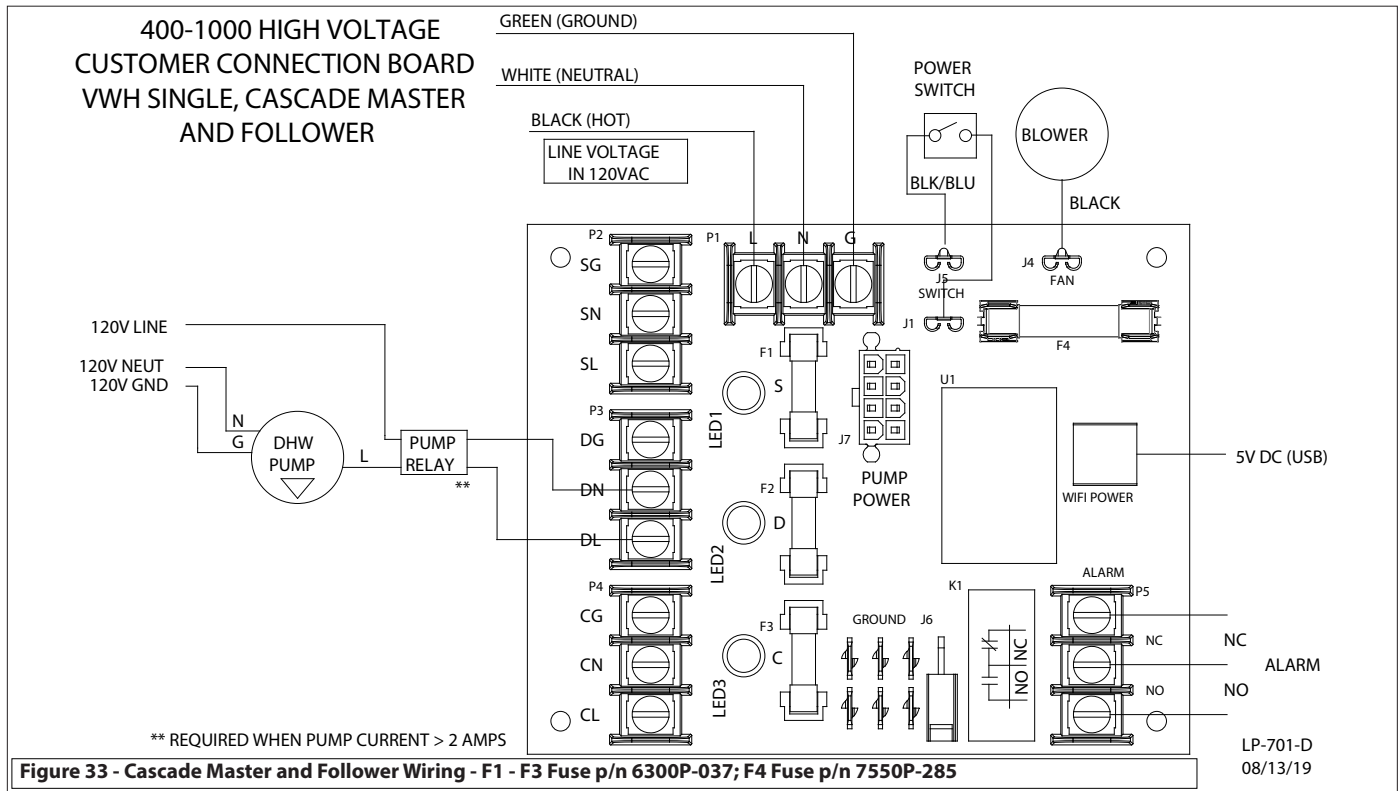 400-1000 HIGH VOLTAGE
CUSTOMER CONNECTION BOARD
VWH SINGLE, CASCADE MASTER
AND FOLLOWER
GREEN (GROUND)
WHITE (NEUTRAL)
BLACK (HOT)
LINE VOLTAGE
IN 120VAC
POWER
SWITCH
BLK/BLU
BLOWER
BLACK
P2
SG
SN
SL
P1
L
N
G
J5
SWITCH
J1
J4
FAN
F4
120V LINE
120V NEUT
120V GND
N
G
DHW
PUMP
L
PUMP
RELAY
**
P3
DG
DN
DL
P4
CG
CN
CL
LED1
F1
S
LED2
F2
D
LED3
F3
C
J7
PUMP
POWER
U1
WIFI POWER
5V DC (USB)
GROUND
J6
K1
NO NC
ALARM
P5
NC
NO
NC
ALARM
NO
** REQUIRED WHEN PUMP CURRENT > 2 AMPS
LP-701-D
08/13/19
Figure 33 - Cascade Master and Follower Wiring - F1 - F3 Fuse p/n 6300P-037; F4 Fuse p/n 7550P-285